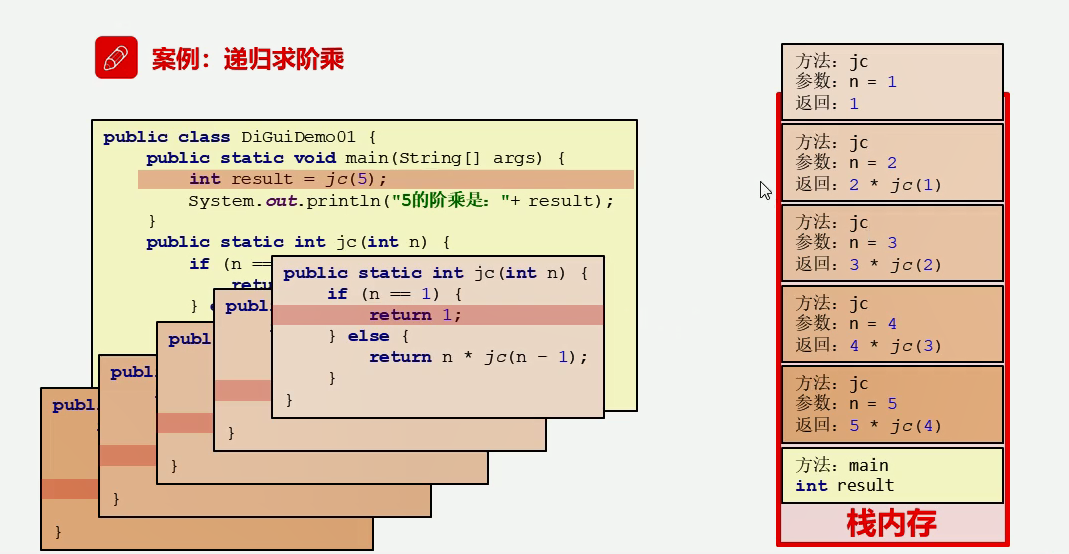 案例：递归求阶乘
public class DiGuiDemo01 {
public static void main(String[] args) {
int result = jc(5);
System.out.println("5的阶乘是："+ result);
}
public static int jc(int n) {
if (n ==
retu
} e
public static int jc(int n) {
if (n == 1) {
return 1;
} else {
return n * jc(n - 1);
}
}
publ
}
publ
}
publ
}
publ
}
方法：jc
参数：n = 1
返回：1
方法：jc
参数：n = 2
返回：2 * jc(1)
方法：jc
参数：n = 3
返回：3 * jc(2)
方法：jc
参数：n = 4
返回：4 * jc(3)
方法：jc
参数：n = 5
返回：5 * jc(4)
方法：main
int result
栈内存